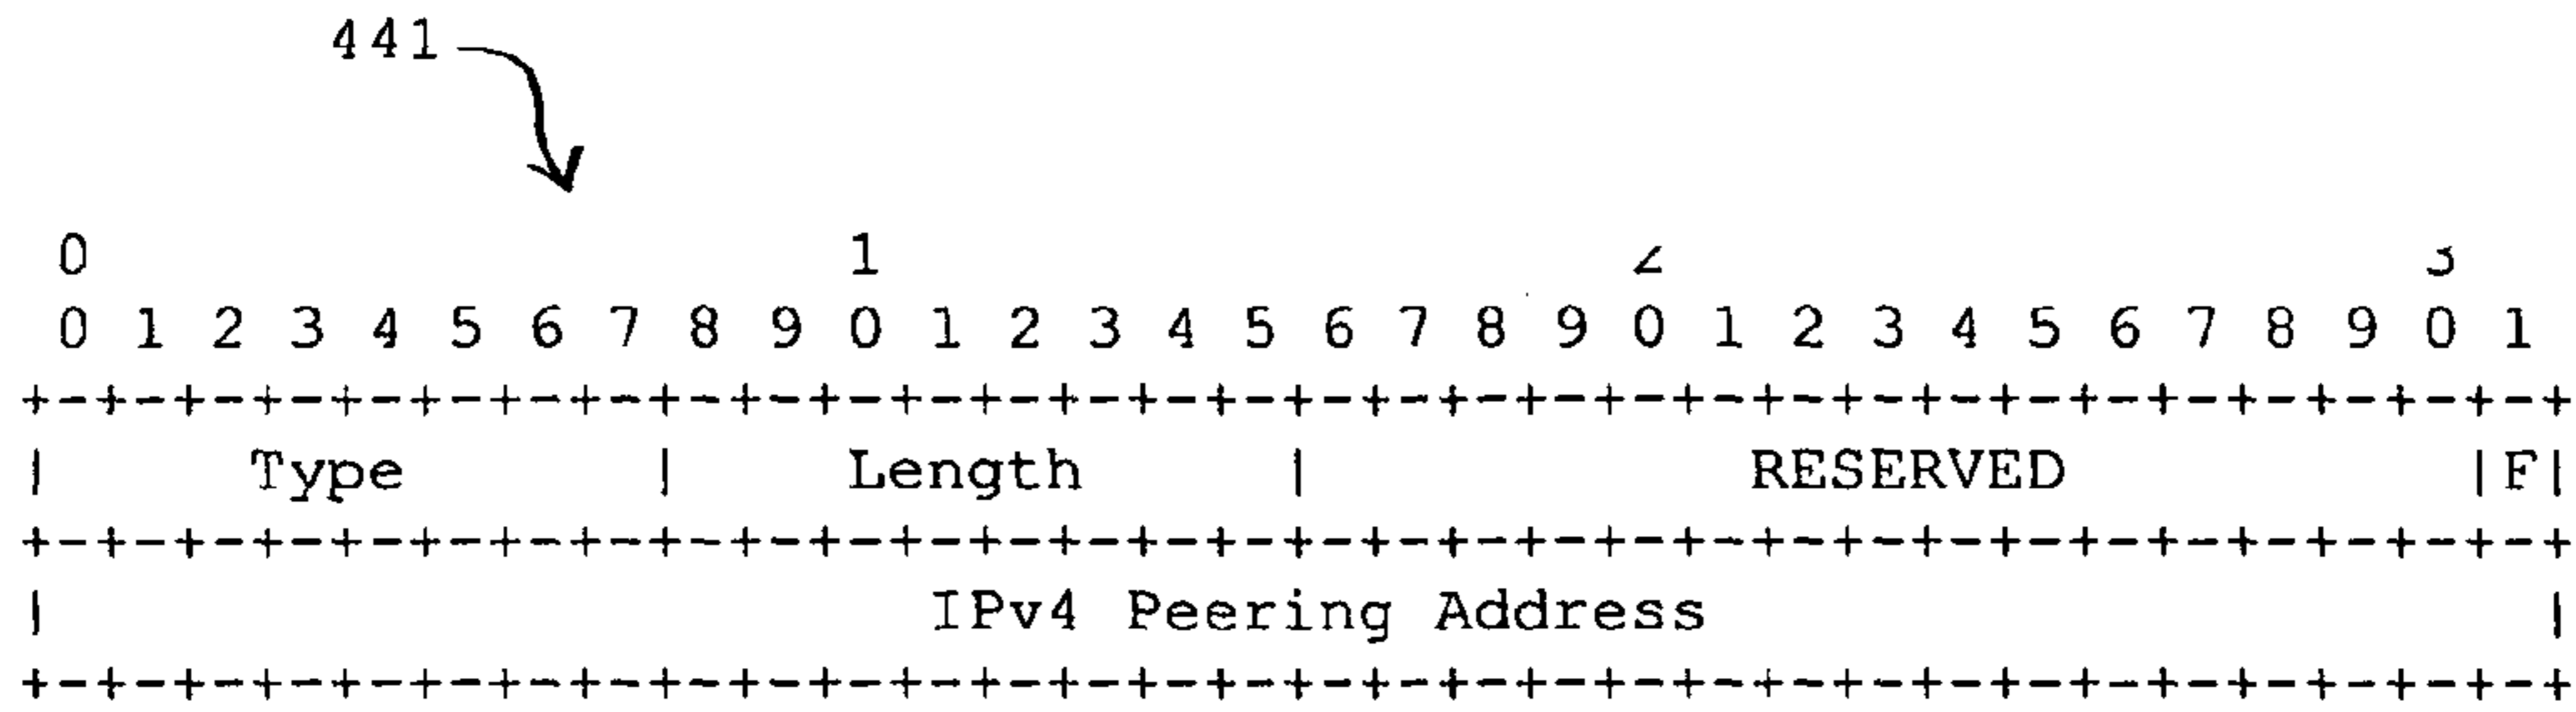 441
0 1 2 3
0 1 2 3 4 5 6 7 8 9 0 1 2 3 4 5 6 7 8 9 0 1 2 3 4 5 6 7 8 9 0 1
+-+-+-+-+-+-+-+-+-+-+-+-+-+-+-+-+-+-+-+-+-+-+-+-+-+-+-+-+-+-+-+-+
| Type | Length | RESERVED |F|
+-+-+-+-+-+-+-+-+-+-+-+-+-+-+-+-+-+-+-+-+-+-+-+-+-+-+-+-+-+-+-+-+
| IPv4 Peering Address |
+-+-+-+-+-+-+-+-+-+-+-+-+-+-+-+-+-+-+-+-+-+-+-+-+-+-+-+-+-+-+-+-+